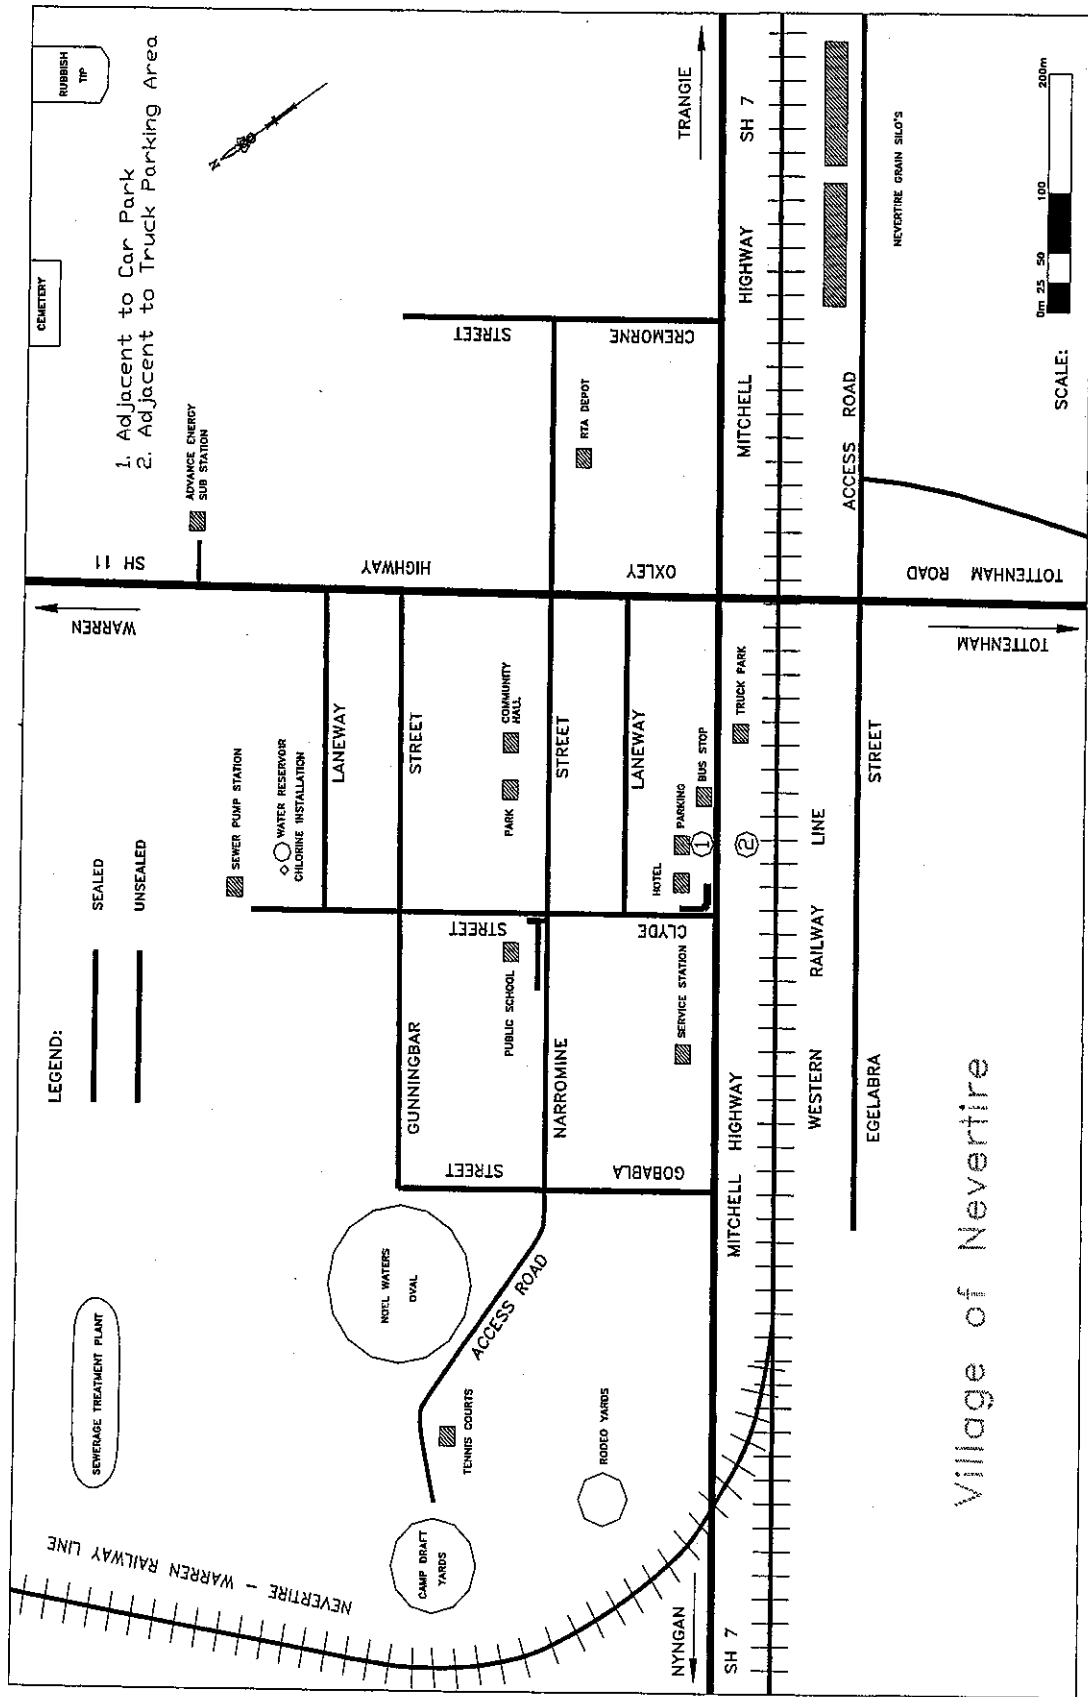 RUBBISH
TIP
CEMETERY
1. Adjacent to Car Park
2. Adjacent to Truck Parking Area
N
ADVANCE ENERGY
SUB STATION
SH 11
WARREN
HIGHWAY
OXLEY
STREET
CREMORNE
RTA DEPOT
TRANGIE
SH 7
HIGHWAY
MITCHELL
ACCESS ROAD
NEVERTIRE GRAIN SILO'S
SCALE:
0m 25 50 100 200m
TOTTENHAM ROAD
TOTTENHAM
LEGEND:
SEALED
UNSEALED
SEWER PUMP STATION
WATER RESERVOIR
CHLORINE INSTALLATION
LANEWAY
STREET
PARK
COMMUNITY
HALL
STREET
LANEWAY
HOTEL
PARKING
1
BUS STOP
2
TRUCK PARK
STREET
CLYDE
PUBLIC SCHOOL
SERVICE STATION
GUNNINGBAR
NARROMINE
STREET
GOBABLA
MITCHELL HIGHWAY
WESTERN RAILWAY LINE
EGELABRA STREET
SEWERAGE TREATMENT PLANT
NOEL WATERS
OVAL
ACCESS ROAD
TENNIS COURTS
RODEO YARDS
CAMP DRAFT
YARDS
NEVERTIRE - WARREN RAILWAY LINE
NYNGAN
SH 7
Village of Nevertire